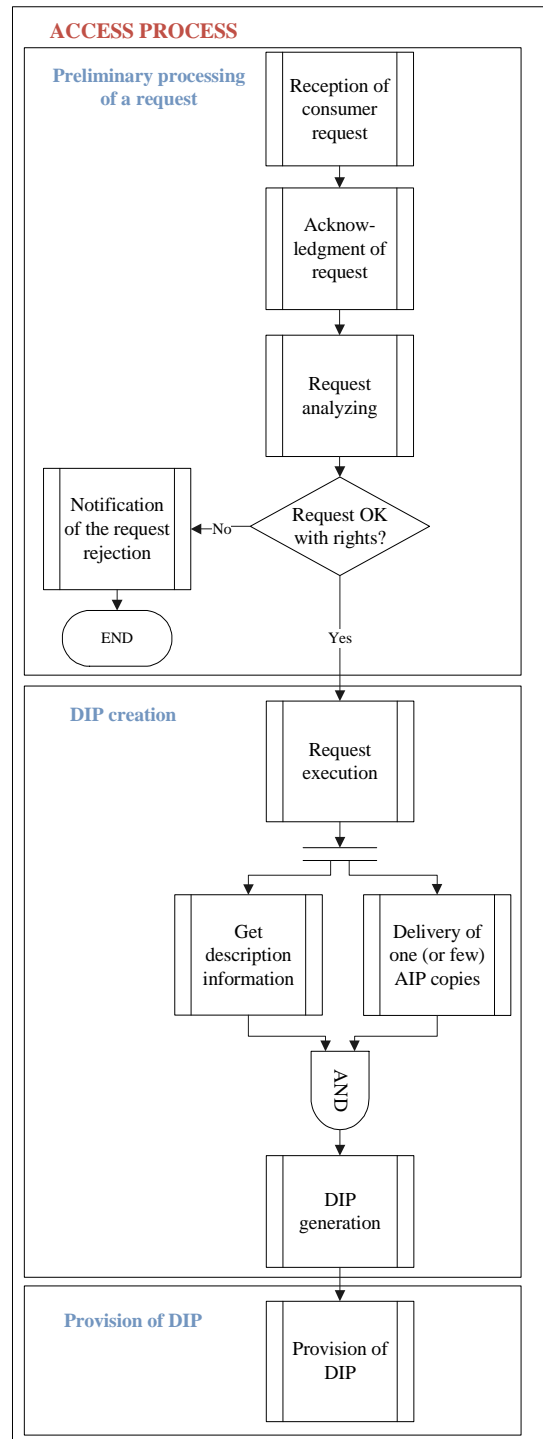 ACCESS PROCESS
Preliminary processing
of a request
Reception of
consumer
request
Acknow-
ledgment of
request
Request
analyzing
Request OK
with rights?
No
Notification
of the request
rejection
END
Yes
DIP creation
Request
execution
Get
description
information
Delivery of
one (or few)
AIP copies
AND
DIP
generation
Provision of DIP
Provision of
DIP